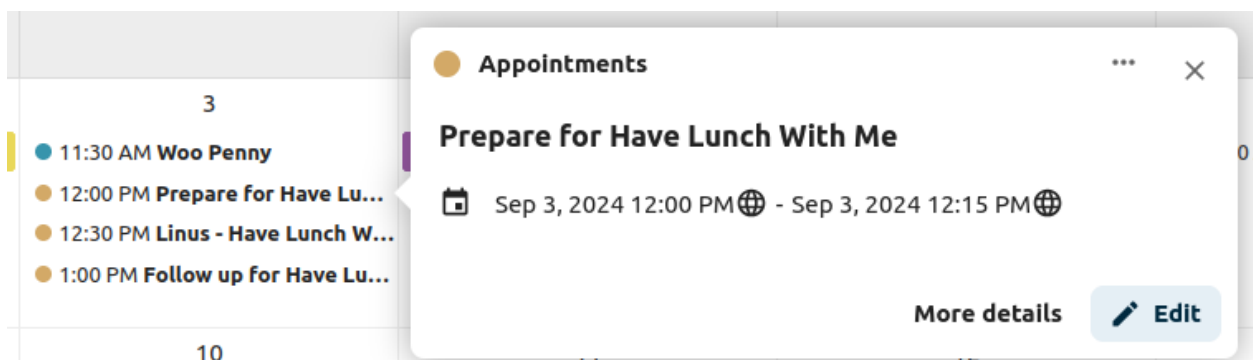 3
11:30 AM Woo Penny
12:00 PM Prepare for Have Lu...
12:30 PM Linus - Have Lunch W...
1:00 PM Follow up for Have Lu...
10
Appointments
Prepare for Have Lunch With Me
Sep 3, 2024 12:00 PM - Sep 3, 2024 12:15 PM
More details
Edit
0